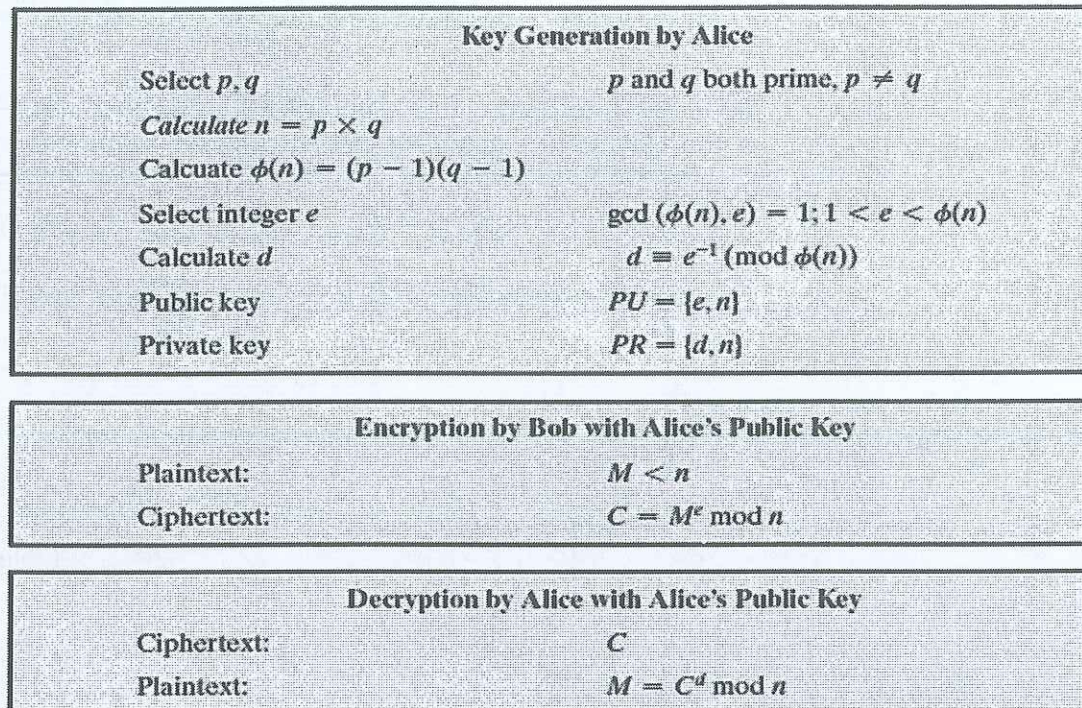 Key Generation by Alice
Select p, q p and q both prime, p ≠ q
Calculate n = p × q
Calcuate ϕ(n) = (p − 1)(q − 1)
Select integer e gcd (ϕ(n), e) = 1; 1 < e < ϕ(n)
Calculate d d ≡ e⁻¹ (mod ϕ(n))
Public key PU = {e, n}
Private key PR = {d, n}
Encryption by Bob with Alice's Public Key
Plaintext: M < n
Ciphertext: C = Mᵉ mod n
Decryption by Alice with Alice's Public Key
Ciphertext: C
Plaintext: M = Cᵈ mod n